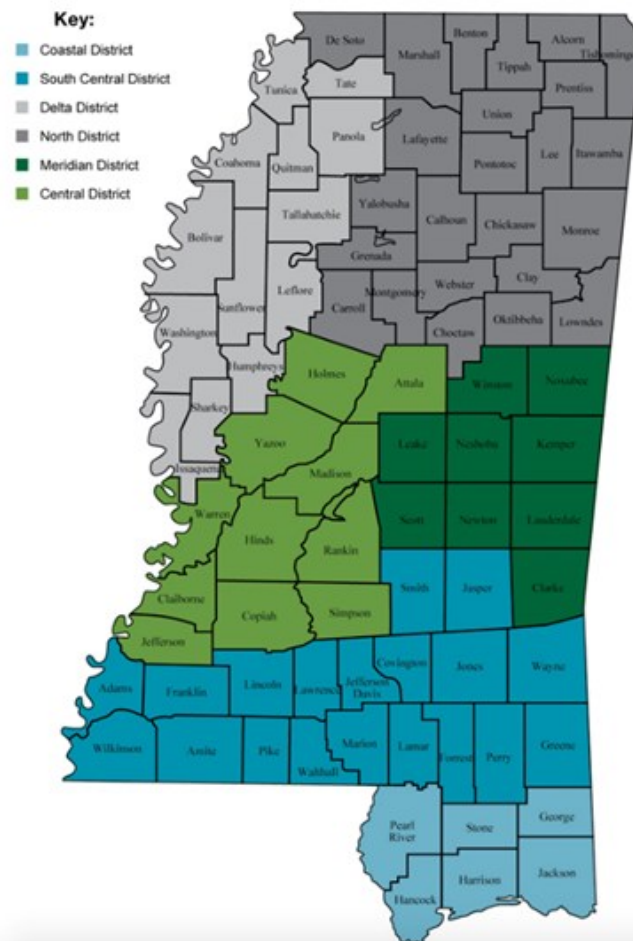 Key:
Coastal District
South Central District
Delta District
North District
Meridian District
Central District
De Soto
Benton
Alcorn
Tishomingo
Marshall
Tippah
Prentiss
Tunica
Tate
Union
Panola
Lafayette
Lee
Itawamba
Coahoma
Quitman
Pontotoc
Yalobusha
Tallahatchie
Calhoun
Chickasaw
Monroe
Bolivar
Grenada
Clay
Webster
Leflore
Montgomery
Sunflower
Carroll
Oktibbeha
Lowndes
Washington
Choctaw
Humphreys
Holmes
Attala
Winston
Noxubee
Sharkey
Yazoo
Leake
Neshoba
Kemper
Issaquena
Madison
Warren
Scott
Newton
Lauderdale
Hinds
Rankin
Smith
Jasper
Clarke
Claiborne
Copiah
Simpson
Jefferson
Covington
Jones
Wayne
Adams
Franklin
Lincoln
Lawrence
Jefferson
Davis
Wilkinson
Amite
Pike
Walthall
Marion
Lamar
Forrest
Perry
Greene
Pearl
River
Stone
George
Hancock
Harrison
Jackson